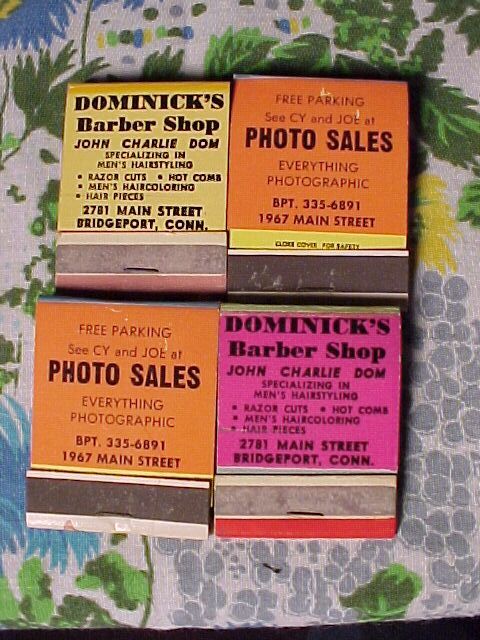 DOMINICK'S
Barber Shop
JOHN CHARLIE DOM
SPECIALIZING IN
MEN'S HAIRSTYLING
• RAZOR CUTS • HOT COMB
• MEN'S HAIRCOLORING
• HAIR PIECES
2781 MAIN STREET
BRIDGEPORT, CONN.
FREE PARKING
See CY and JOE at
PHOTO SALES
EVERYTHING
PHOTOGRAPHIC
BPT. 335-6891
1967 MAIN STREET
CLOSE COVER FOR SAFETY
FREE PARKING
See CY and JOE at
PHOTO SALES
EVERYTHING
PHOTOGRAPHIC
BPT. 335-6891
1967 MAIN STREET
DOMINICK'S
Barber Shop
JOHN CHARLIE DOM
SPECIALIZING IN
MEN'S HAIRSTYLING
• RAZOR CUTS • HOT COMB
• MEN'S HAIRCOLORING
• HAIR PIECES
2781 MAIN STREET
BRIDGEPORT, CONN.